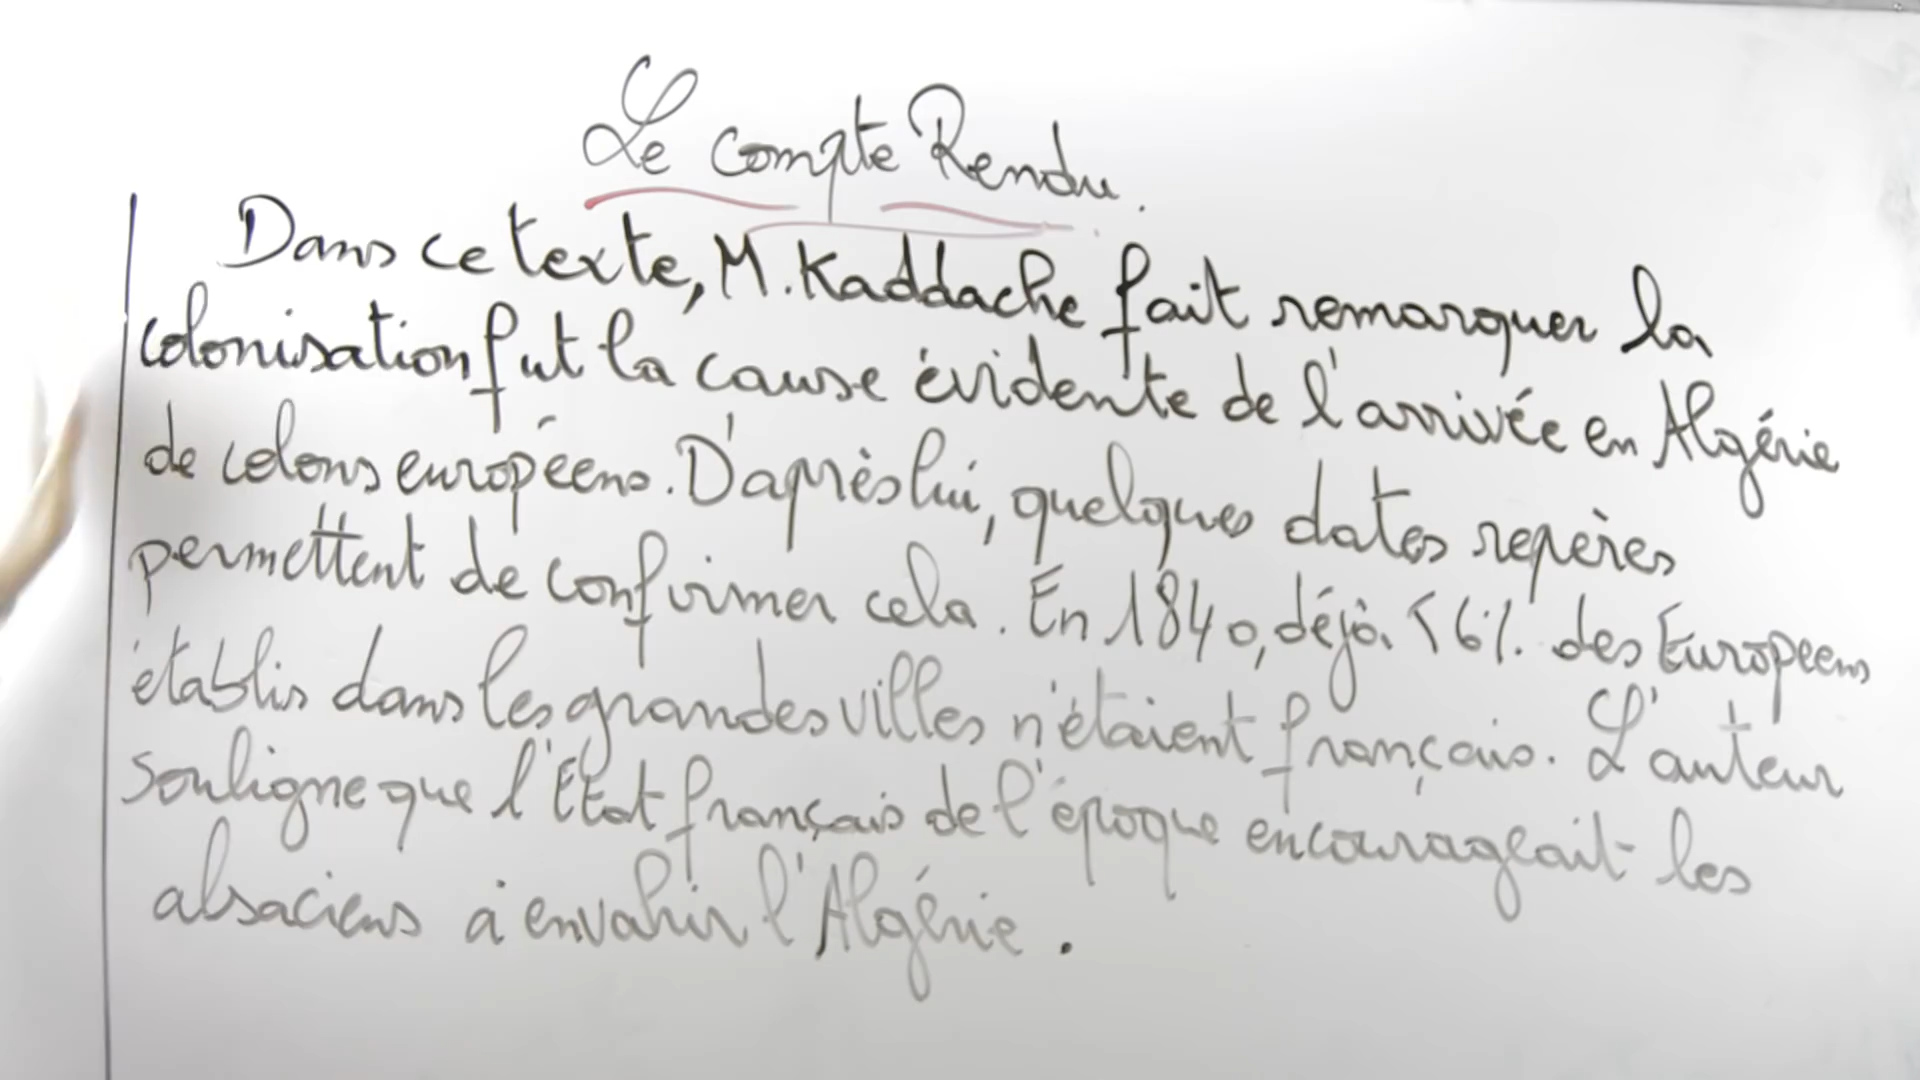 Le compte Rendu.
Dans ce texte, M. Kaddache fait remarquer la
colonisation fut la cause évidente de l'arrivée en Algérie
de colons européens. D'après lui, quelques dates repères
permettent de confirmer cela. En 1840, déjà 56% des Européens
établis dans les grandes villes n'étaient français. L'auteur
souligne que l'État français de l'époque encourageait les
alsaciens à envahir l'Algérie.